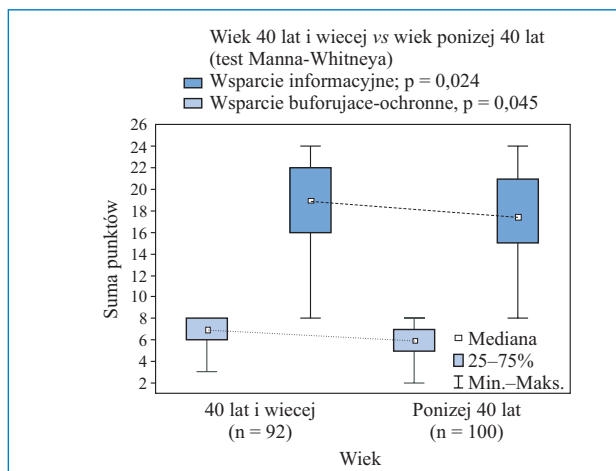 Wiek 40 lat i wiecej vs wiek ponizej 40 lat
(test Manna-Whitneya)
Wsparcie informacyjne; p = 0,024
Wsparcie buforujace-ochronne, p = 0,045
Suma punktów
26
24
22
20
18
16
14
12
10
8
6
4
2
Mediana
25–75%
Min.–Maks.
40 lat i wiecej
(n = 92)
Ponizej 40 lat
(n = 100)
Wiek